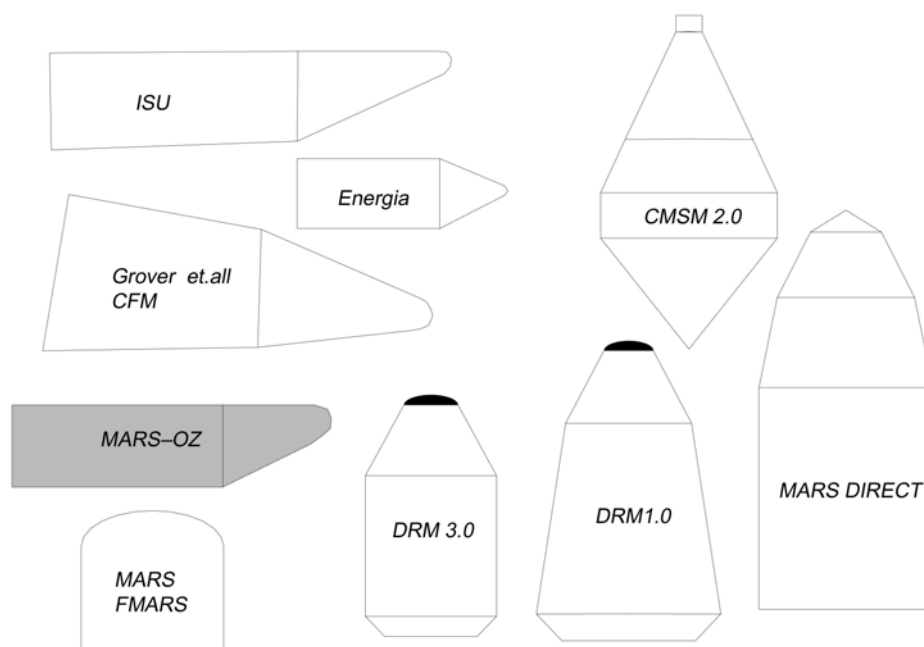 ISU
Energia
CMSM 2.0
Grover et.all
CFM
MARS DIRECT
MARS–OZ
DRM 3.0
DRM1.0
MARS
FMARS